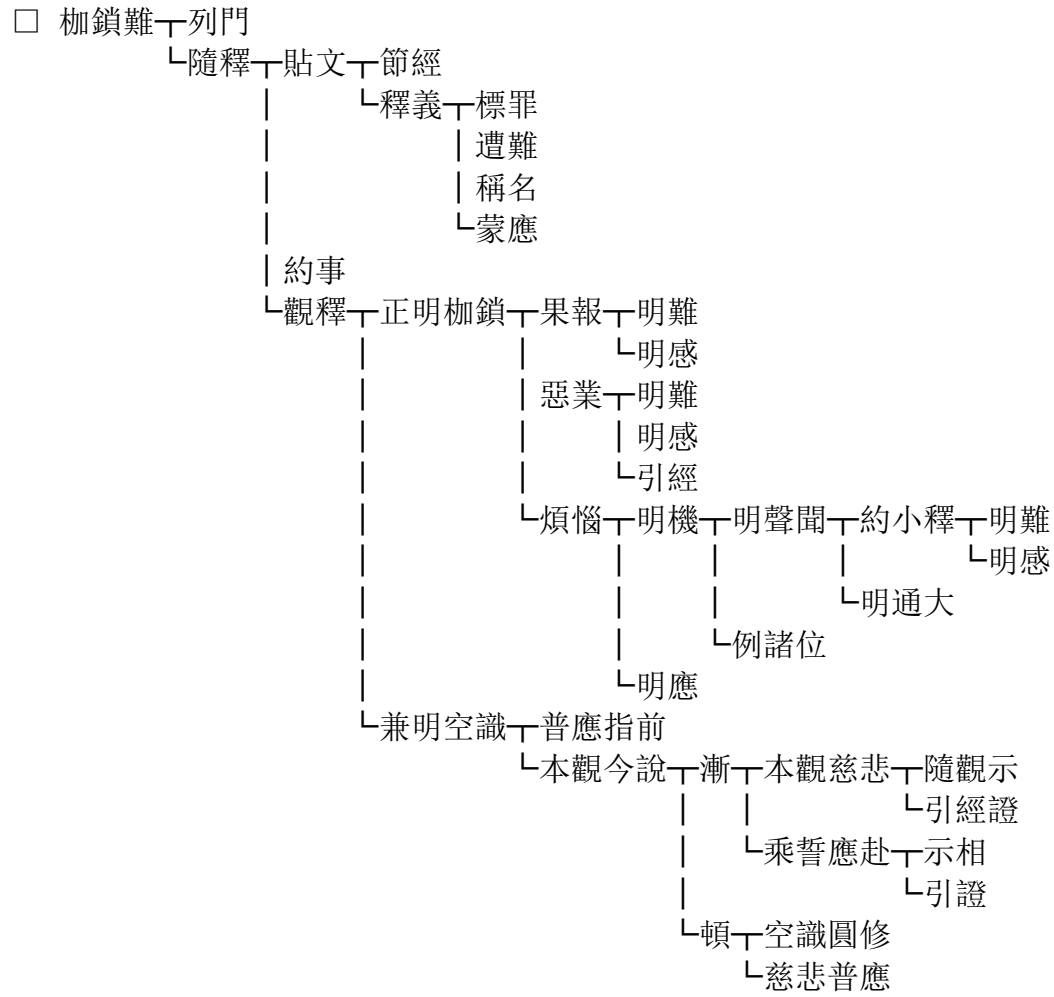 □ 枷鎖難┬列門
└隨釋┬貼文┬節經
│ └釋義┬標罪
│ │遭難
│ │稱名
│ └蒙應
│約事
└觀釋┬正明枷鎖┬果報┬明難
│ │ └明感
│ │惡業┬明難
│ │ │明感
│ │ └引經
│ └煩惱┬明機┬明聲聞┬約小釋┬明難
│ │ │ │ └明感
│ │ │ └明通大
│ │ └例諸位
│ └明應
└兼明空識┬普應指前
└本觀今說┬漸┬本觀慈悲┬隨觀示
│ │ └引經證
│ └乘誓應赴┬示相
│ └引證
└頓┬空識圓修
└慈悲普應